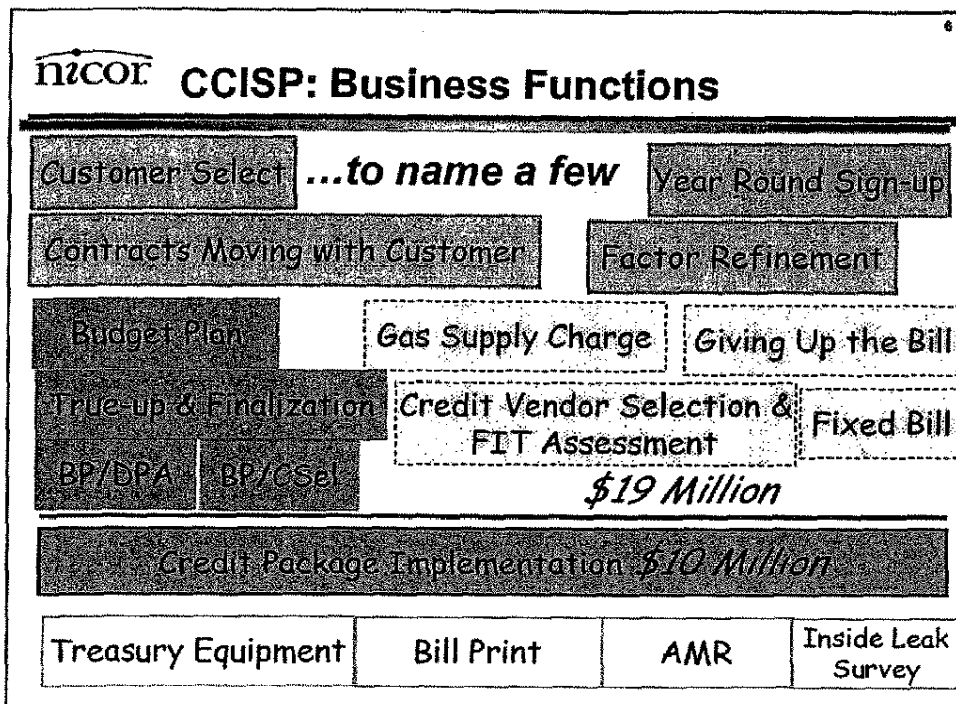 6
nicor
CCISP: Business Functions
Customer Select
...to name a few
Year Round Sign-up
Contracts Moving with Customer
Factor Refinement
Budget Plan
Gas Supply Charge
Giving Up the Bill
True-up & Finalization
Credit Vendor Selection &
FIT Assessment
Fixed Bill
BP/DPA
BP/CSel
$19 Million
Credit Package Implementation $10 Million
Treasury Equipment
Bill Print
AMR
Inside Leak
Survey